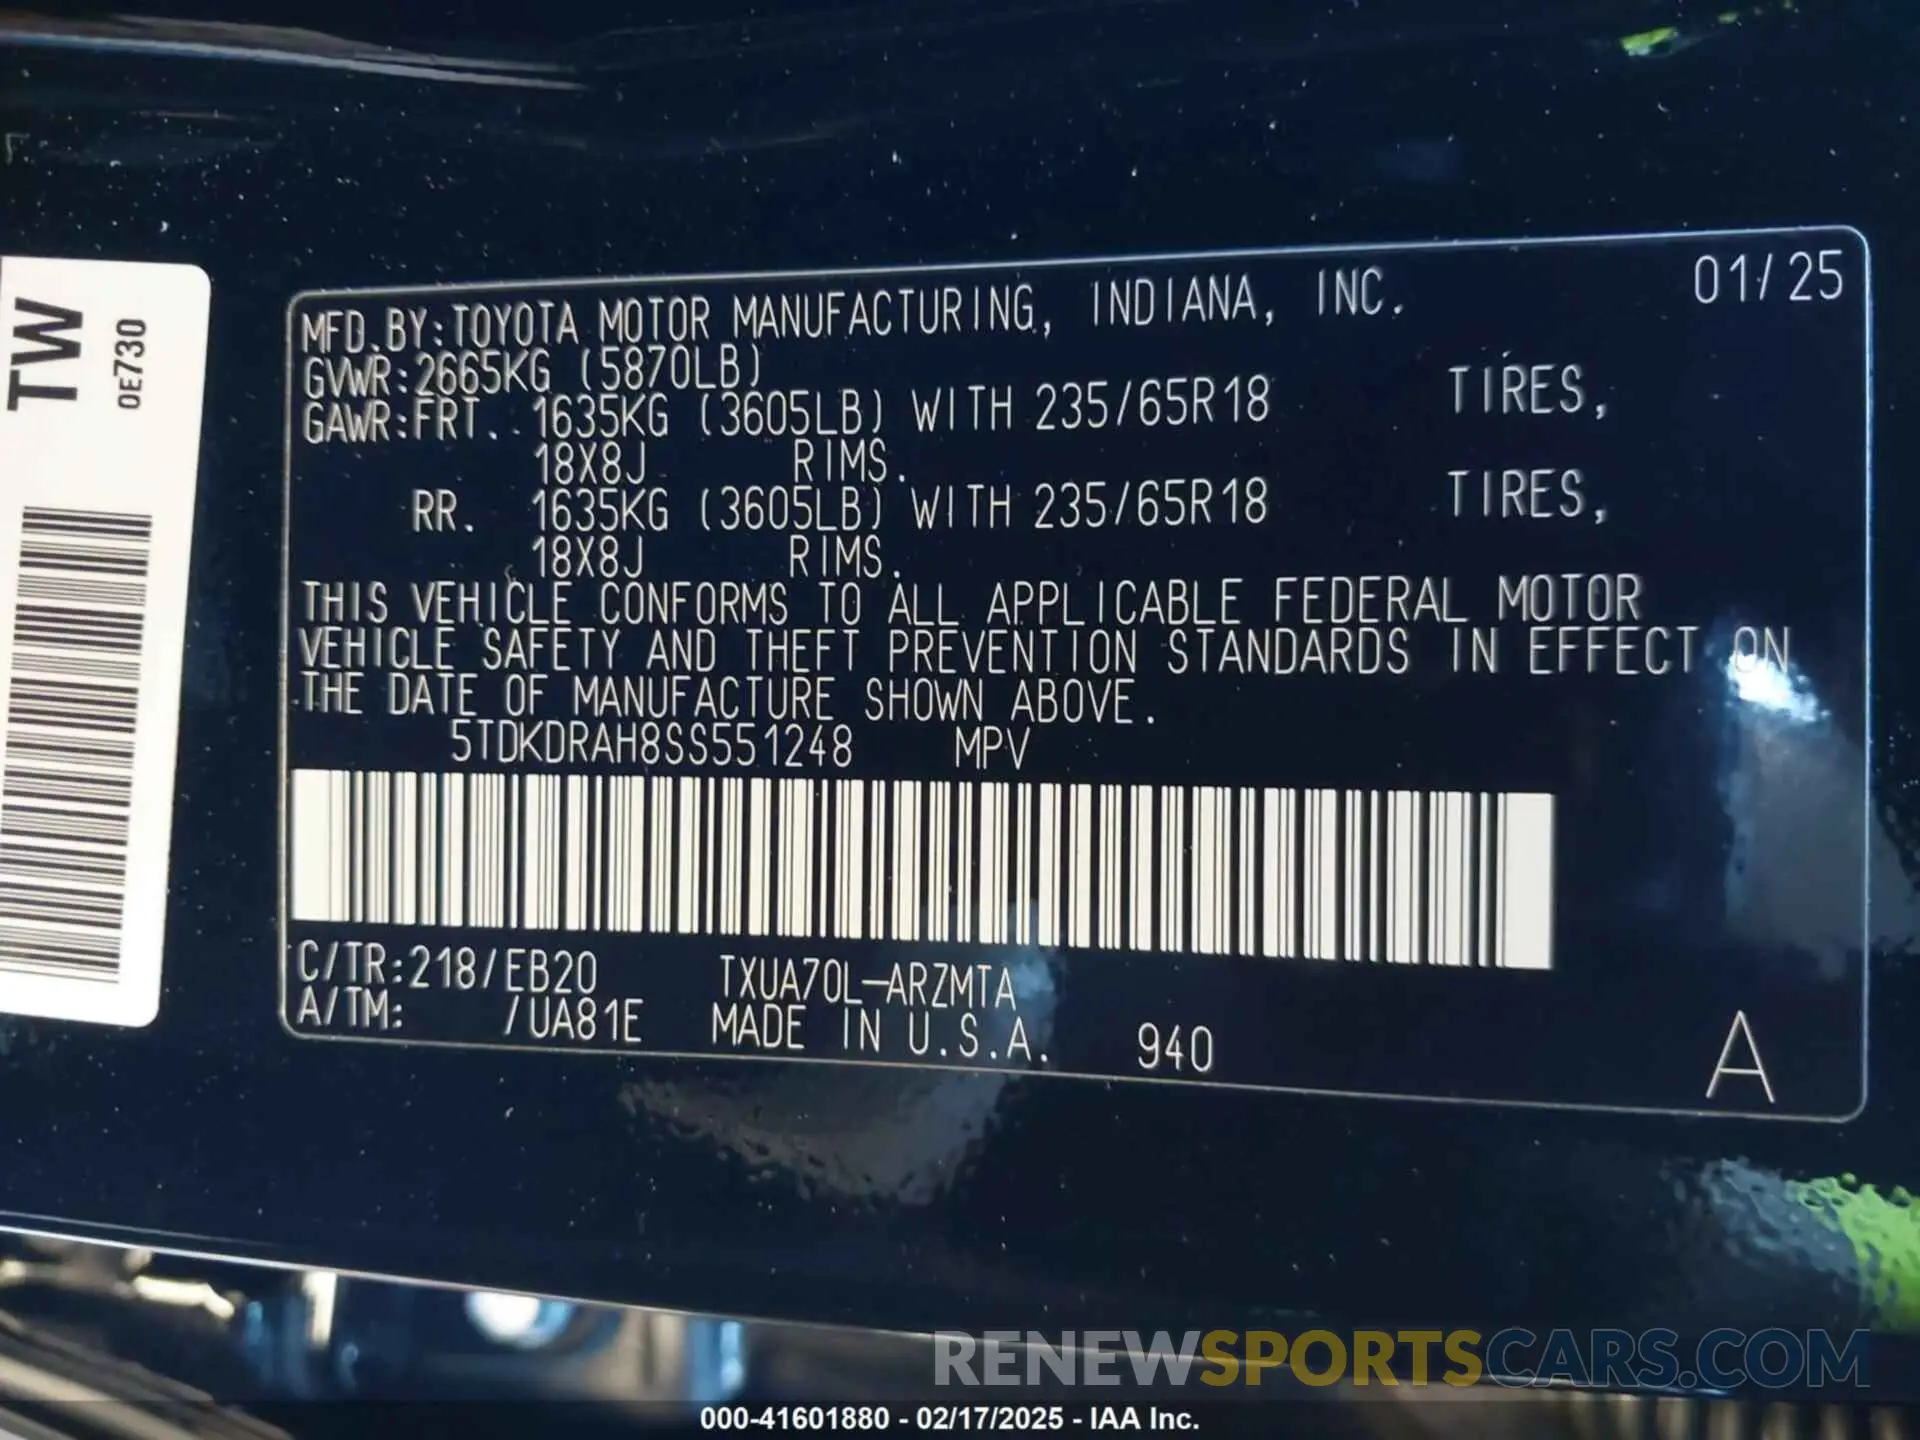 TW
0E730
01/25
MFD.BY:TOYOTA MOTOR MANUFACTURING, INDIANA, INC.
GVWR:2665KG (5870LB)
GAWR:FRT. 1635KG (3605LB) WITH 235/65R18 TIRES,
18X8J RIMS.
RR. 1635KG (3605LB) WITH 235/65R18 TIRES,
18X8J RIMS.
THIS VEHICLE CONFORMS TO ALL APPLICABLE FEDERAL MOTOR
VEHICLE SAFETY AND THEFT PREVENTION STANDARDS IN EFFECT ON
THE DATE OF MANUFACTURE SHOWN ABOVE.
5TDKDRAH8SS551248 MPV
C/TR:218/EB20 TXUA70L-ARZMTA
A/TM: /UA81E MADE IN U.S.A. 940
A
RENEWSPORTSCARS.COM
000-41601880 - 02/17/2025 - IAA Inc.